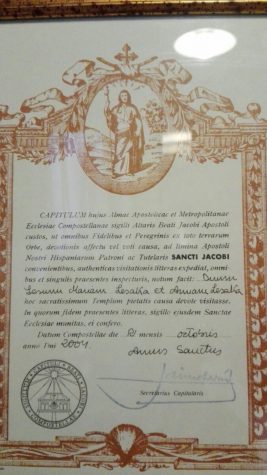 CAPITULUM hujus Almae Apostolicae et Metropolitanae
Ecclesiae Compostellanae sigilli Altaris Beati Jacobi Apostoli
custos, ut omnibus Fidelibus et Peregrinis ex toto terrarum
Orbe, devotionis affectu vel voti causa, ad limina Apostoli
Nostri Hispaniarum Patroni ac Tutelaris SANCTI JACOBI
convenientibus, authenticas visitationis litteras expediat, omni
bus et singulis praesentes inspecturis, notum facit:
Mariam et
hoc sacratissimum Templum pietatis causa devote visitasse.
In quorum fidem praesentes litteras, sigillo ejusdem Sanctae
Ecclesiae munitas, ei confero.
Datum Compostellae die mensis octobris
anno Dni 2004
Annus Sanctus
Secretarius Capitularis